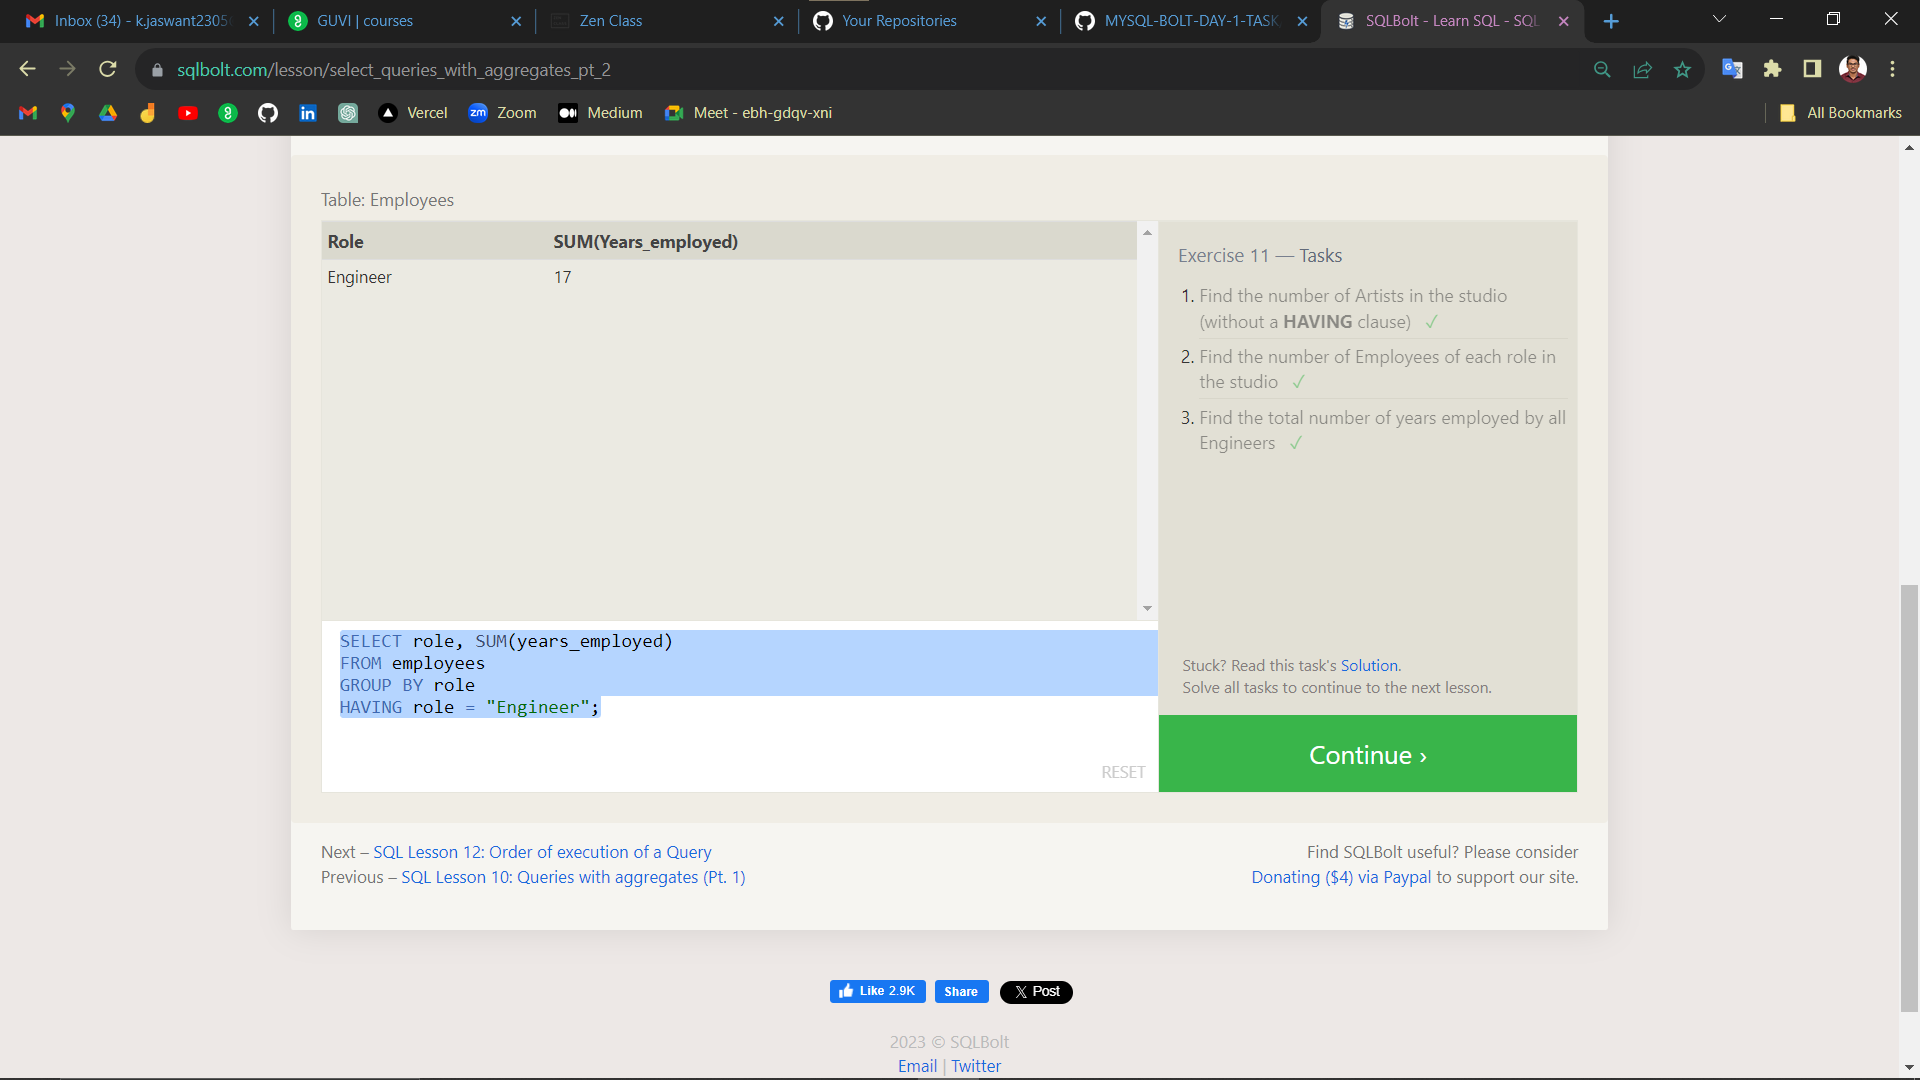 Inbox (34) - k.jaswant2305
GUVI | courses
Zen Class
Your Repositories
MYSQL-BOLT-DAY-1-TASK
SQLBolt - Learn SQL - SQL
sqlbolt.com/lesson/select_queries_with_aggregates_pt_2
Vercel
zm Zoom
Medium
Meet - ebh-gdqv-xni
All Bookmarks
Table: Employees
Role SUM(Years_employed)
Engineer 17
Exercise 11 — Tasks
1. Find the number of Artists in the studio
(without a HAVING clause) ✓
2. Find the number of Employees of each role in
the studio ✓
3. Find the total number of years employed by all
Engineers ✓
SELECT role, SUM(years_employed)
FROM employees
GROUP BY role
HAVING role = "Engineer";
RESET
Stuck? Read this task's Solution.
Solve all tasks to continue to the next lesson.
Continue ›
Next – SQL Lesson 12: Order of execution of a Query
Previous – SQL Lesson 10: Queries with aggregates (Pt. 1)
Find SQLBolt useful? Please consider
Donating ($4) via Paypal to support our site.
Like 2.9K
Share
X Post
2023 © SQLBolt
Email | Twitter